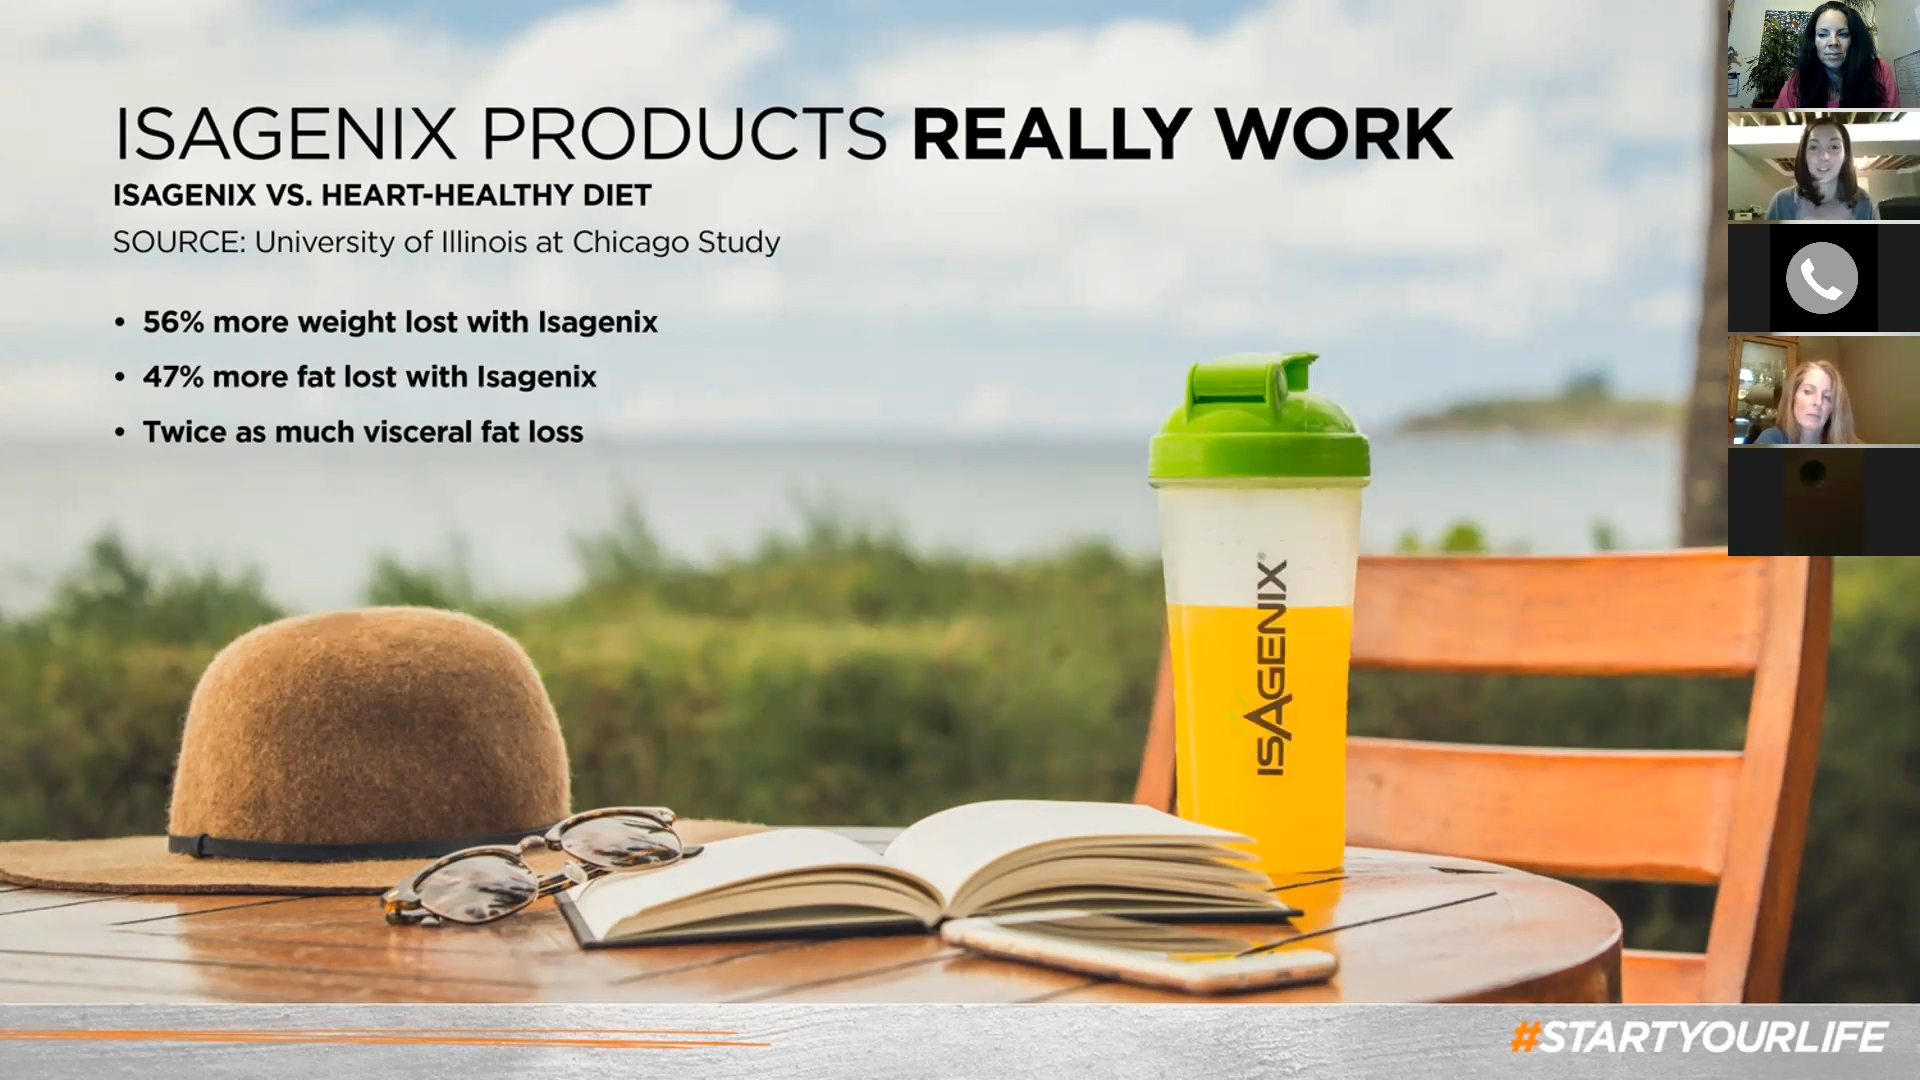 ISAGENIX PRODUCTS REALLY WORK
ISAGENIX VS. HEART-HEALTHY DIET
SOURCE: University of Illinois at Chicago Study
• 56% more weight lost with Isagenix
• 47% more fat lost with Isagenix
• Twice as much visceral fat loss
ISAGENIX®
#STARTYOURLIFE